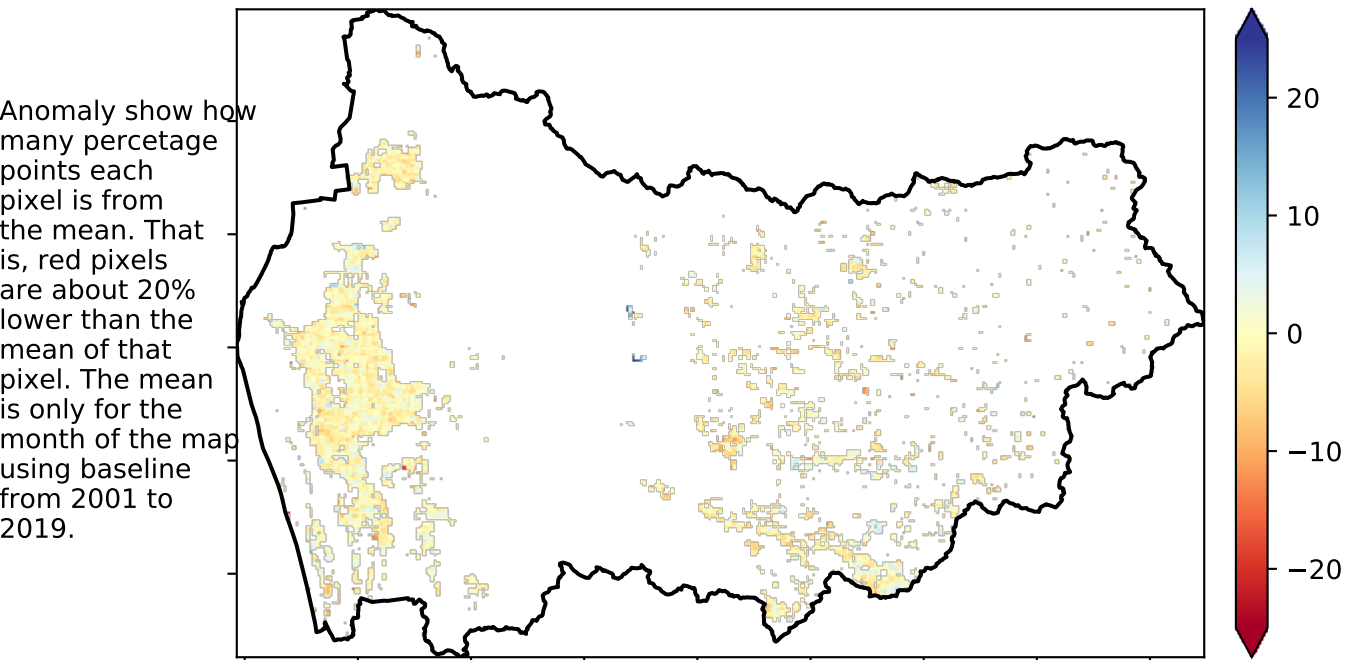 Anomaly show how
many percetage
points each
pixel is from
the mean. That
is, red pixels
are about 20%
lower than the
mean of that
pixel. The mean
is only for the
month of the map
using baseline
from 2001 to
2019.
20
10
0
−10
−20